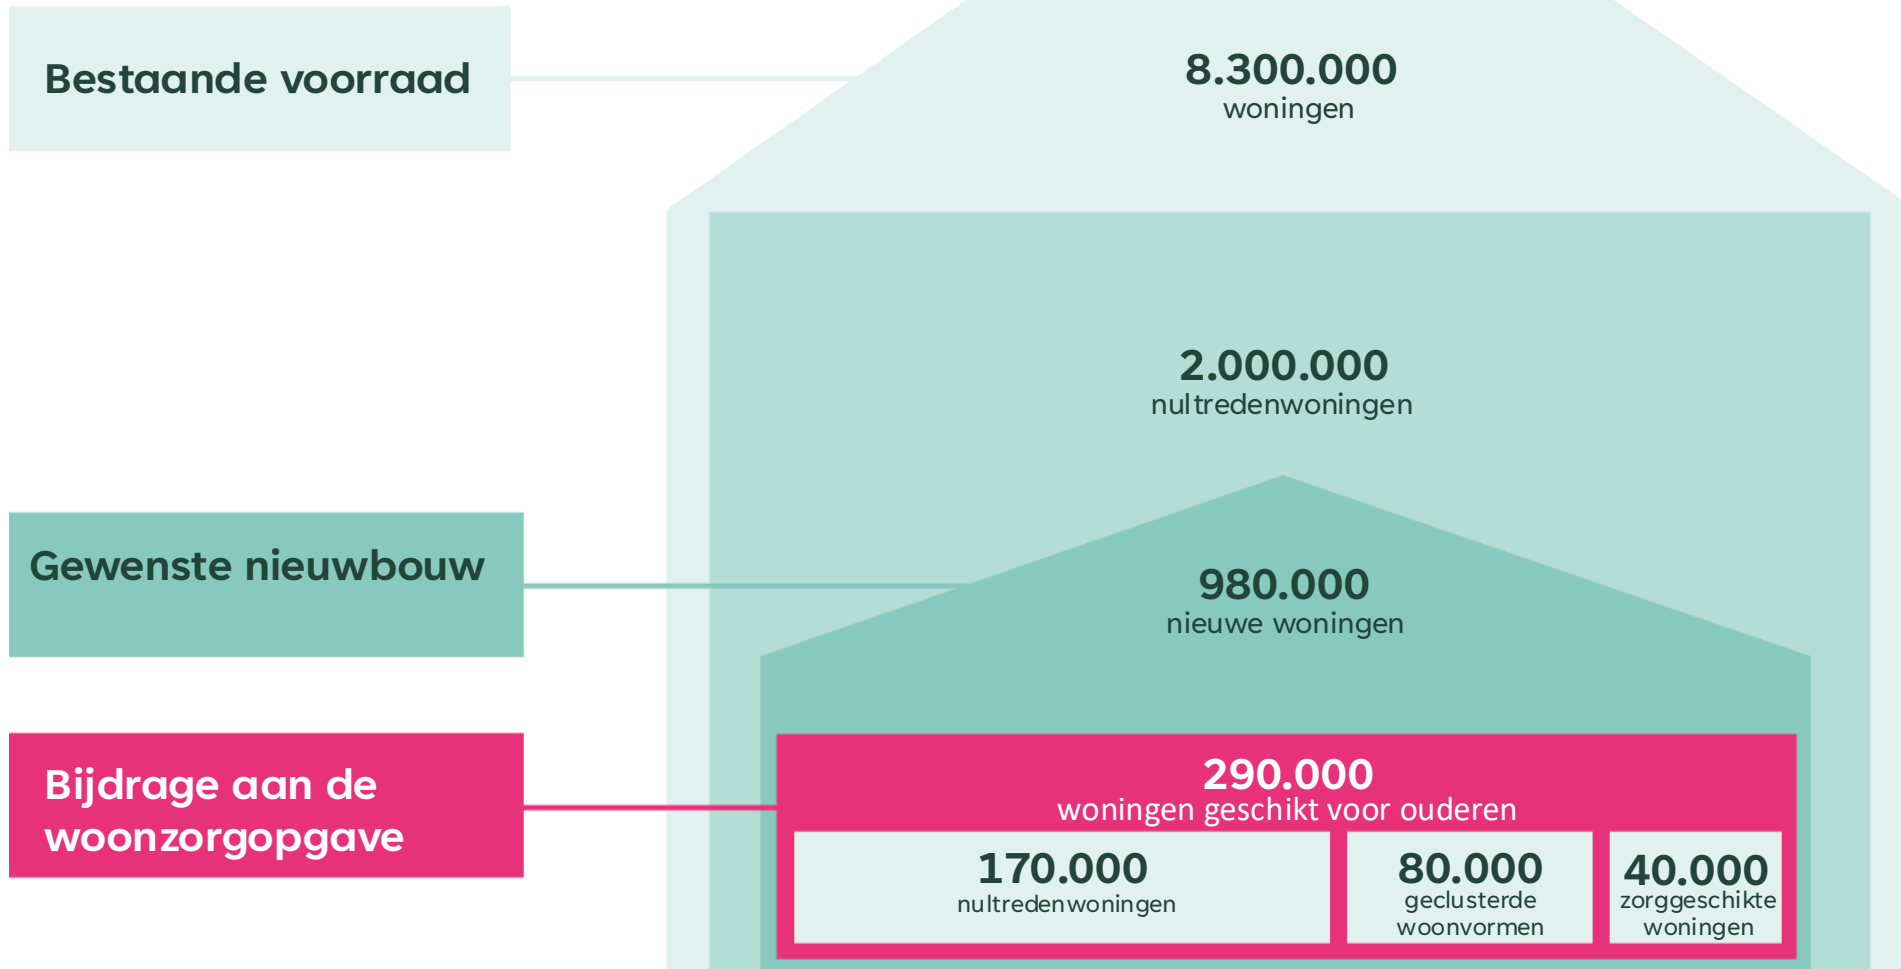 Bestaande voorraad
8.300.000
woningen
2.000.000
nultredenwoningen
Gewenste nieuwbouw
980.000
nieuwe woningen
Bijdrage aan de
woonzorgopgave
290.000
woningen geschikt voor ouderen
170.000
nultredenwoningen
80.000
geclusterde
woonvormen
40.000
zorggeschikte
woningen